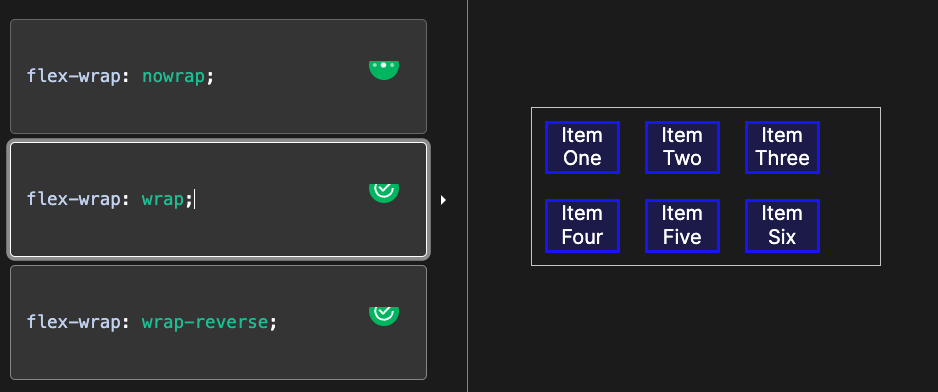 flex-wrap: nowrap;
flex-wrap: wrap;
flex-wrap: wrap-reverse;
Item
One
Item
Two
Item
Three
Item
Four
Item
Five
Item
Six